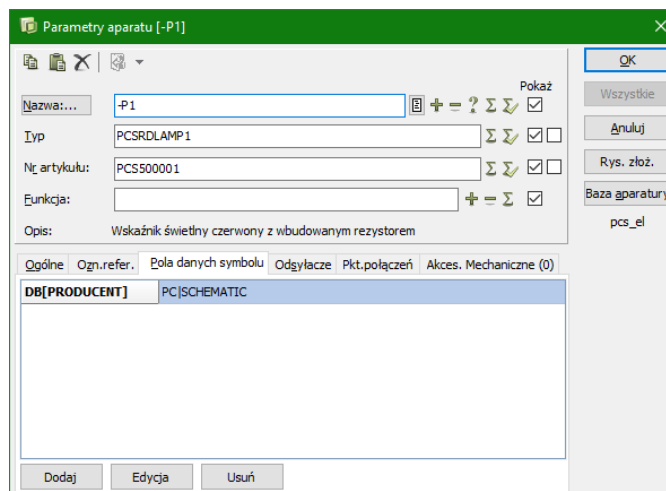 Parametry aparatu [-P1]
OK
Pokaż
Nazwa:...
-P1
Wszystkie
Typ
PCSRDLAMP1
Anuluj
Nr artykułu:
PCS500001
Rys. złoż.
Funkcja:
Baza aparatury
Opis:
Wskaźnik świetlny czerwony z wbudowanym rezystorem
pcs_el
Ogólne Ozn.refer. Pola danych symbolu Odsyłacze Pkt.połączeń Akces. Mechaniczne (0)
DB[PRODUCENT] PC|SCHEMATIC
Dodaj Edycja Usuń